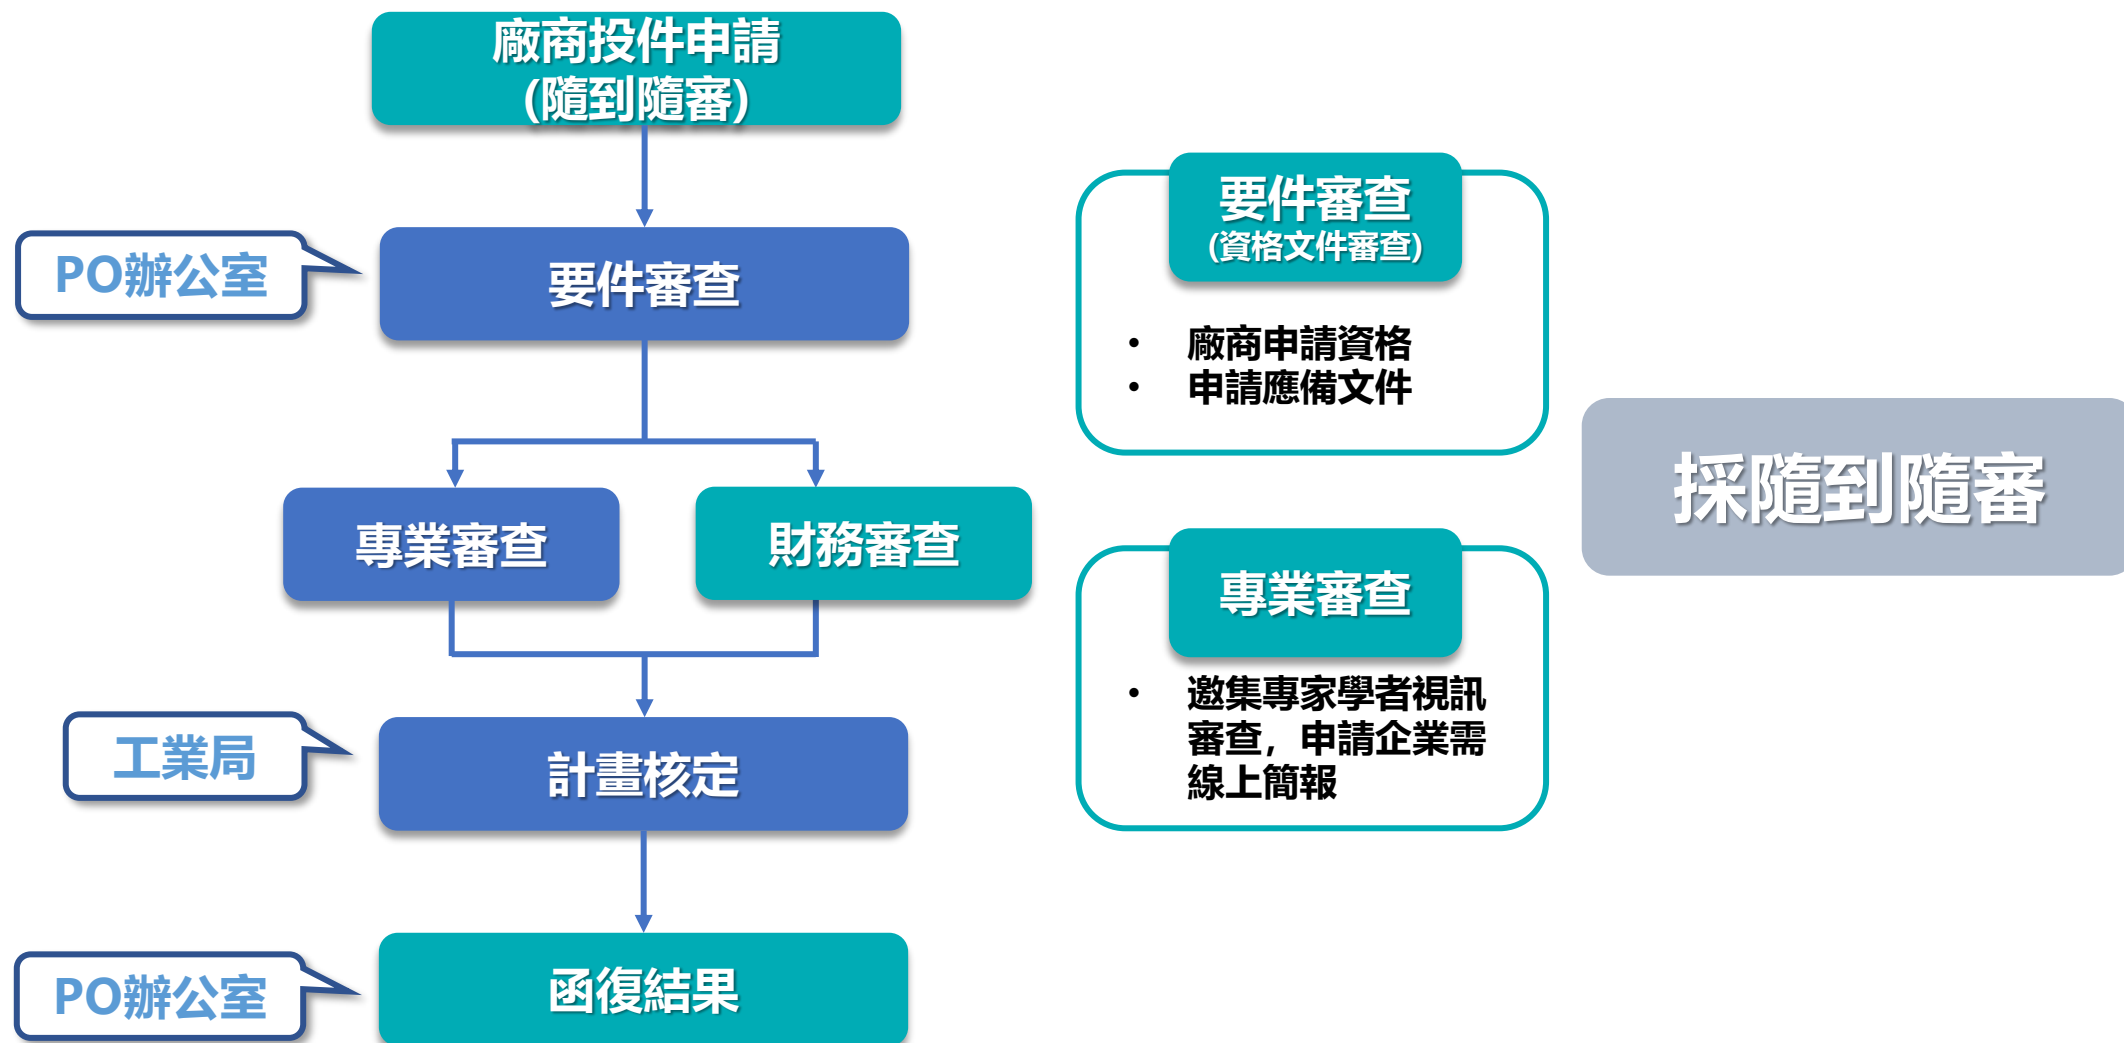 廠商投件申請
(隨到隨審)
PO辦公室
要件審查
專業審查
財務審查
工業局
計畫核定
PO辦公室
函復結果
要件審查
(資格文件審查)
• 廠商申請資格
• 申請應備文件
專業審查
• 邀集專家學者視訊
審查，申請企業需
線上簡報
採隨到隨審